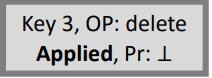 Key 3, OP: delete
Applied, Pr: ⊥